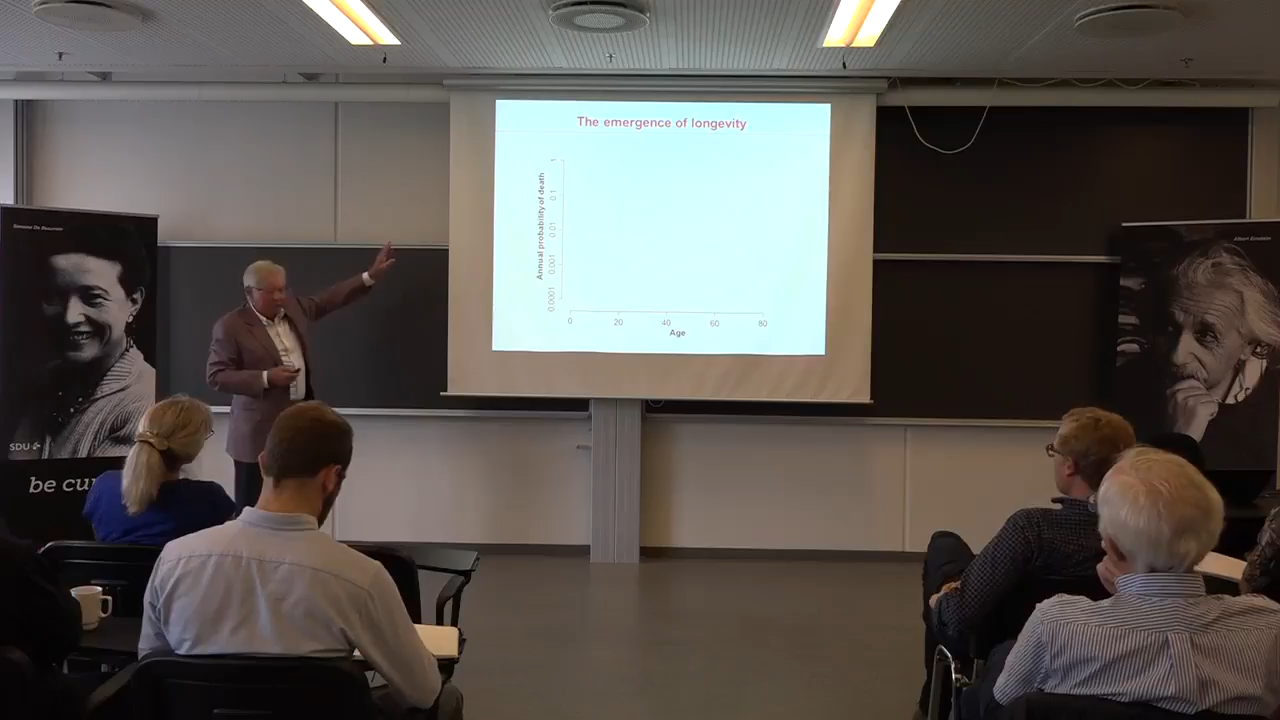 The emergence of longevity
Annual probability of death
1
0.1
0.01
0.001
0.0001
0
20
40
60
80
Age
Simone De Beauvoir
SDU
be cur
Albert Einstein